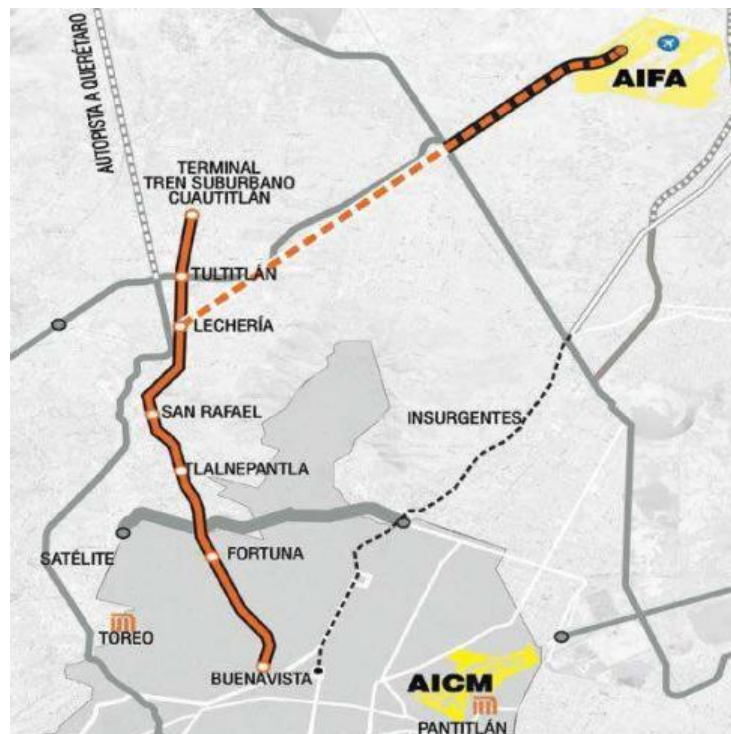 AUTOPISTA A QUERÉTARO
AIFA
TERMINAL
TREN SUBURBANO
CUAUTITLÁN
TULTITLÁN
LECHERÍA
SAN RAFAEL
INSURGENTES
TLALNEPANTLA
SATÉLITE
FORTUNA
TOREO
BUENAVISTA
AICM
PANTITLÁN